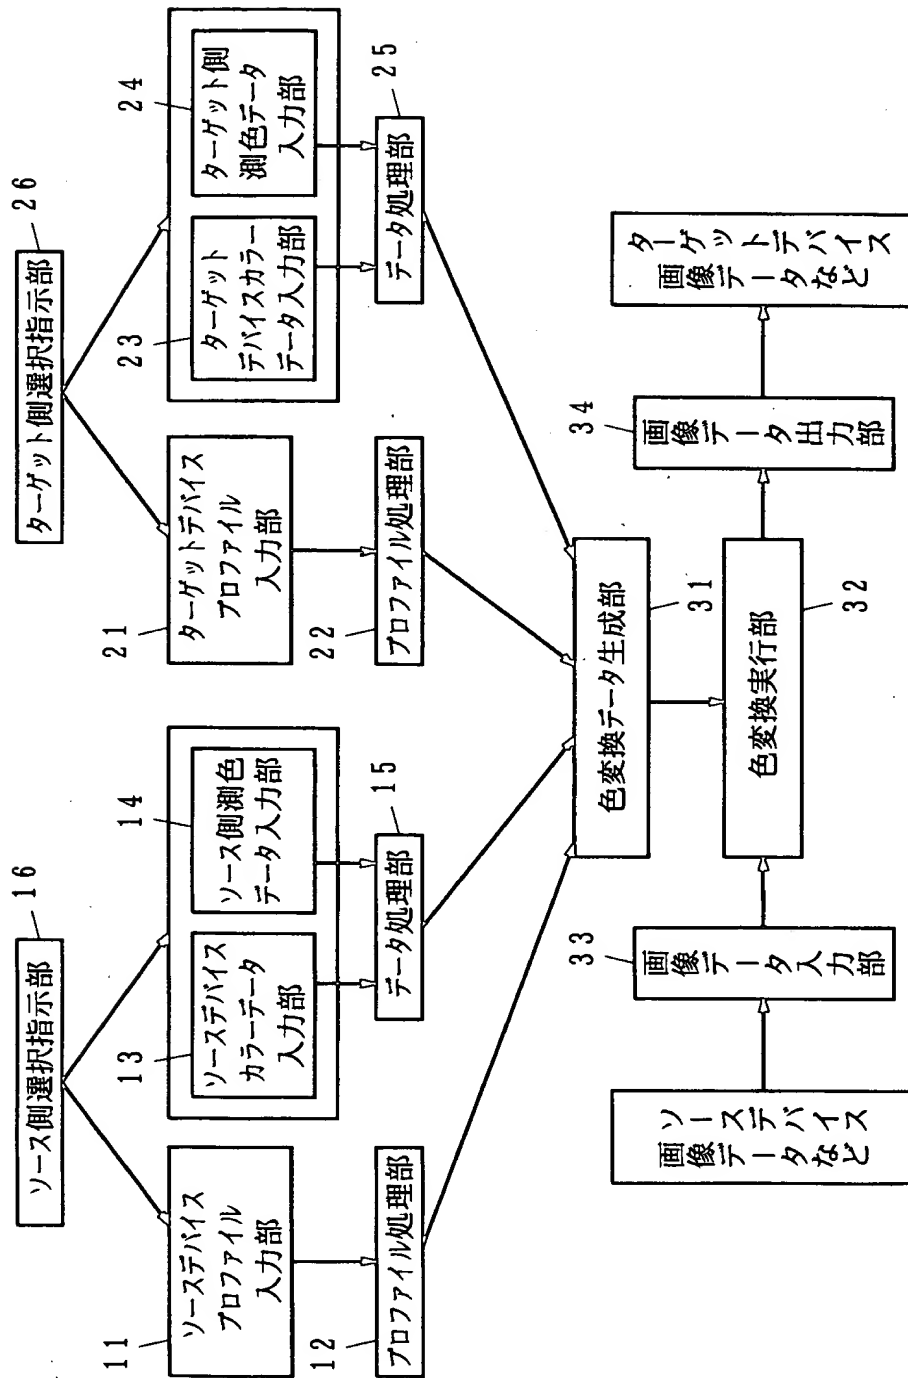 ソース側選択指示部
16
ターゲット側選択指示部
26
11
ソースデバイス
プロファイル
入力部
13
ソースデバイス
カラーデータ
入力部
14
ソース側測色
データ入力部
21
ターゲットデバイス
プロファイル
入力部
23
ターゲット
デバイスカラー
データ入力部
24
ターゲット側
測色データ
入力部
12
プロファイル処理部
データ処理部
15
22
プロファイル処理部
データ処理部
25
色変換データ生成部
31
ソースデバイス
画像データなど
33
画像データ入力部
色変換実行部
32
34
画像データ出力部
ターゲットデバイス
画像データなど